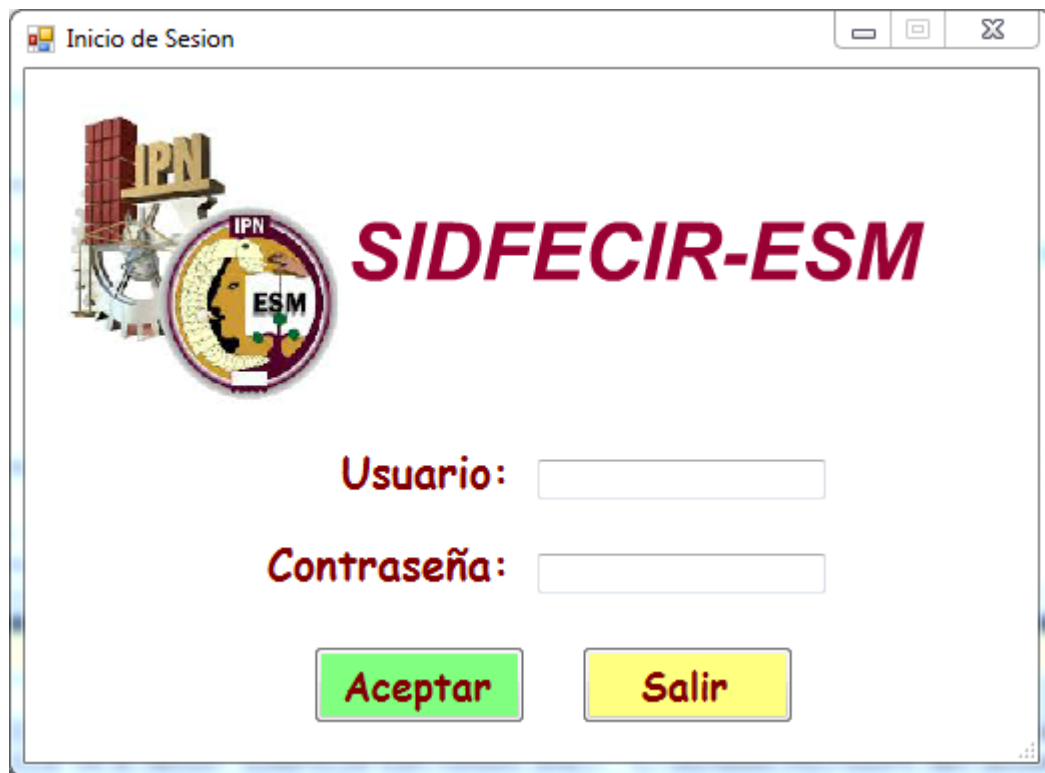 Inicio de Sesion
IPN
IPN
ESM
SIDFECIR-ESM
Usuario:
Contraseña:
Aceptar
Salir